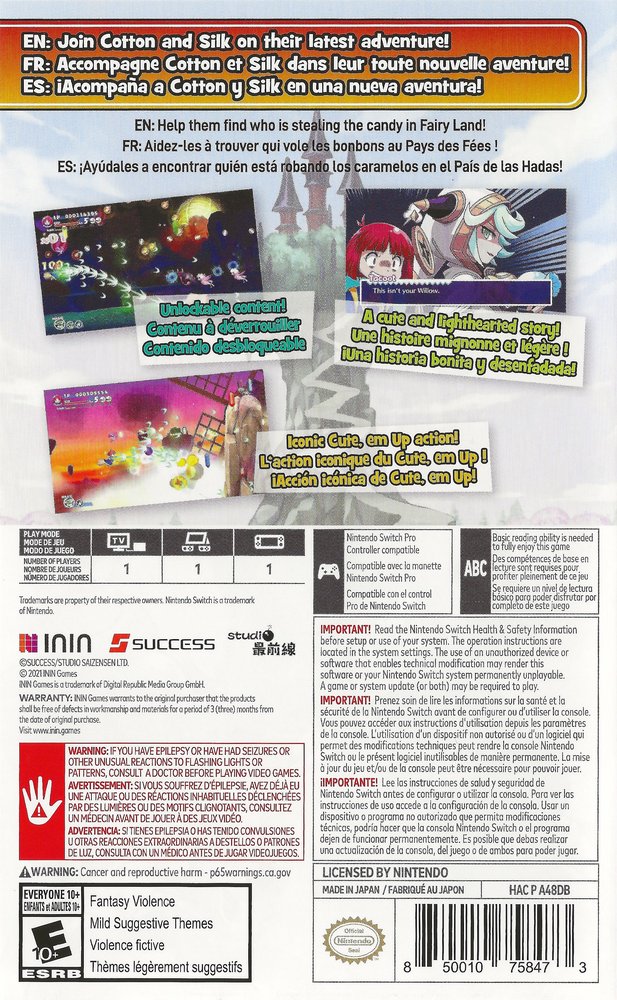 EN: Join Cotton and Silk on their latest adventure!
FR: Accompagne Cotton et Silk dans leur toute nouvelle aventure!
ES: ¡Acompaña a Cotton y Silk en una nueva aventura!
EN: Help them find who is stealing the candy in Fairy Land!
FR: Aidez-les à trouver qui vole les bonbons au Pays des Fées !
ES: ¡Ayúdales a encontrar quién está robando los caramelos en el País de las Hadas!
Unlockable content!
Contenu à déverrouiller
Contenido desbloqueable
Tacoot
This isn't your Willow.
A cute and lighthearted story!
Une histoire mignonne et légère !
¡Una historia bonita y desenfadada!
Iconic Cute, em Up action!
L'action iconique du Cute, em Up !
¡Acción icónica de Cute, em Up!
PLAY MODE
MODE DE JEU
MODO DE JUEGO
TV
NUMBER OF PLAYERS
NOMBRE DE JOUEURS
NÚMERO DE JUGADORES
1 1 1
Nintendo Switch Pro
Controller compatible
Compatible avec la manette
Nintendo Switch Pro
Compatible con el control
Pro de Nintendo Switch
ABC
Basic reading ability is needed
to fully enjoy this game
Des compétences de base en
lecture sont requises pour
profiter pleinement de ce jeu
Se requiere un nivel de lectura
básico para poder disfrutar por
completo de este juego
Trademarks are property of their respective owners. Nintendo Switch is a trademark
of Nintendo.
ININ
SUCCESS
studio
最前線
©SUCCESS/STUDIO SAIZENSEN LTD.
© 2021 ININ Games
ININ Games is a trademark of Digital Republic Media Group GmbH.
WARRANTY: ININ Games warrants to the original purchaser that the products
shall be free of defects in workmanship and materials for a period of 3 (three) months from
the date of original purchase.
Visit www.inin.games
WARNING: IF YOU HAVE EPILEPSY OR HAVE HAD SEIZURES OR
OTHER UNUSUAL REACTIONS TO FLASHING LIGHTS OR
PATTERNS, CONSULT A DOCTOR BEFORE PLAYING VIDEO GAMES.
AVERTISSEMENT: SI VOUS SOUFFREZ D'ÉPILEPSIE, AVEZ DÉJÀ EU
UNE ATTAQUE OU DES RÉACTIONS INHABITUELLES DÉCLENCHÉES
PAR DES LUMIÈRES OU DES MOTIFS CLIGNOTANTS, CONSULTEZ
UN MÉDECIN AVANT DE JOUER À DES JEUX VIDÉO.
ADVERTENCIA: SI TIENES EPILEPSIA O HAS TENIDO CONVULSIONES
U OTRAS REACCIONES EXTRAORDINARIAS A DESTELLOS O PATRONES
DE LUZ, CONSULTA CON UN MÉDICO ANTES DE JUGAR VIDEOJUEGOS.
WARNING: Cancer and reproductive harm - p65warnings.ca.gov
IMPORTANT! Read the Nintendo Switch Health & Safety Information
before setup or use of your system. The operation instructions are
located in the system settings. The use of an unauthorized device or
software that enables technical modification may render this
software or your Nintendo Switch system permanently unplayable.
A game or system update (or both) may be required to play.
IMPORTANT! Prenez soin de lire les informations sur la santé et la
sécurité de la Nintendo Switch avant de configurer ou d'utiliser la console.
Vous pouvez accéder aux instructions d'utilisation depuis les paramètres
de la console. L'utilisation d'un dispositif non autorisé ou d'un logiciel qui
permet des modifications techniques peut rendre la console Nintendo
Switch ou le présent logiciel inutilisables de manière permanente. La mise
à jour du jeu et/ou de la console peut être nécessaire pour pouvoir jouer.
¡IMPORTANTE! Lee las instrucciones de salud y seguridad de
Nintendo Switch antes de configurar o utilizar la consola. Para ver las
instrucciones de uso accede a la configuración de la consola. Usar un
dispositivo o programa no autorizado que permita modificaciones
técnicas, podría hacer que la consola Nintendo Switch o el programa
dejen de funcionar permanentemente. Es posible que debas realizar
una actualización de la consola, del juego o de ambos para poder jugar.
LICENSED BY NINTENDO
MADE IN JAPAN / FABRIQUÉ AU JAPON
HAC P A48DB
EVERYONE 10+
ENFANTS et ADULTES 10+
E
10+
ESRB
Fantasy Violence
Mild Suggestive Themes
Violence fictive
Thèmes légèrement suggestifs
Official
Nintendo
Seal
8 50010 75847 3